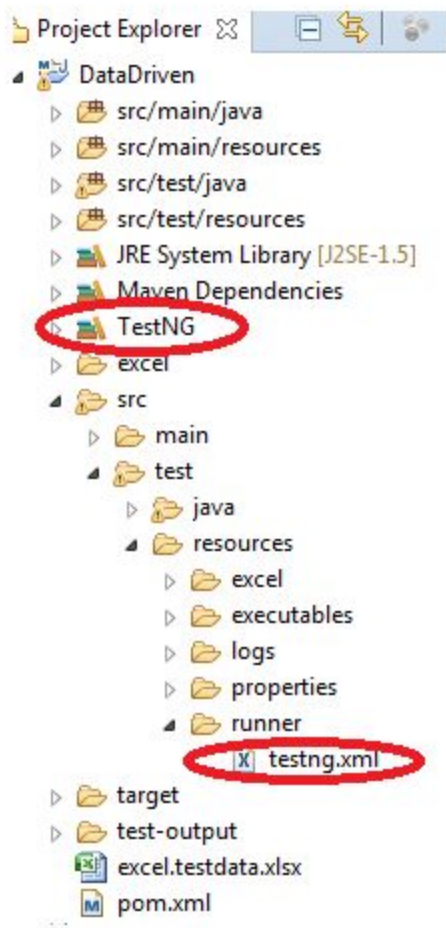 Project Explorer
DataDriven
src/main/java
src/main/resources
src/test/java
src/test/resources
JRE System Library [J2SE-1.5]
Maven Dependencies
TestNG
excel
src
main
test
java
resources
excel
executables
logs
properties
runner
testng.xml
target
test-output
excel.testdata.xlsx
pom.xml